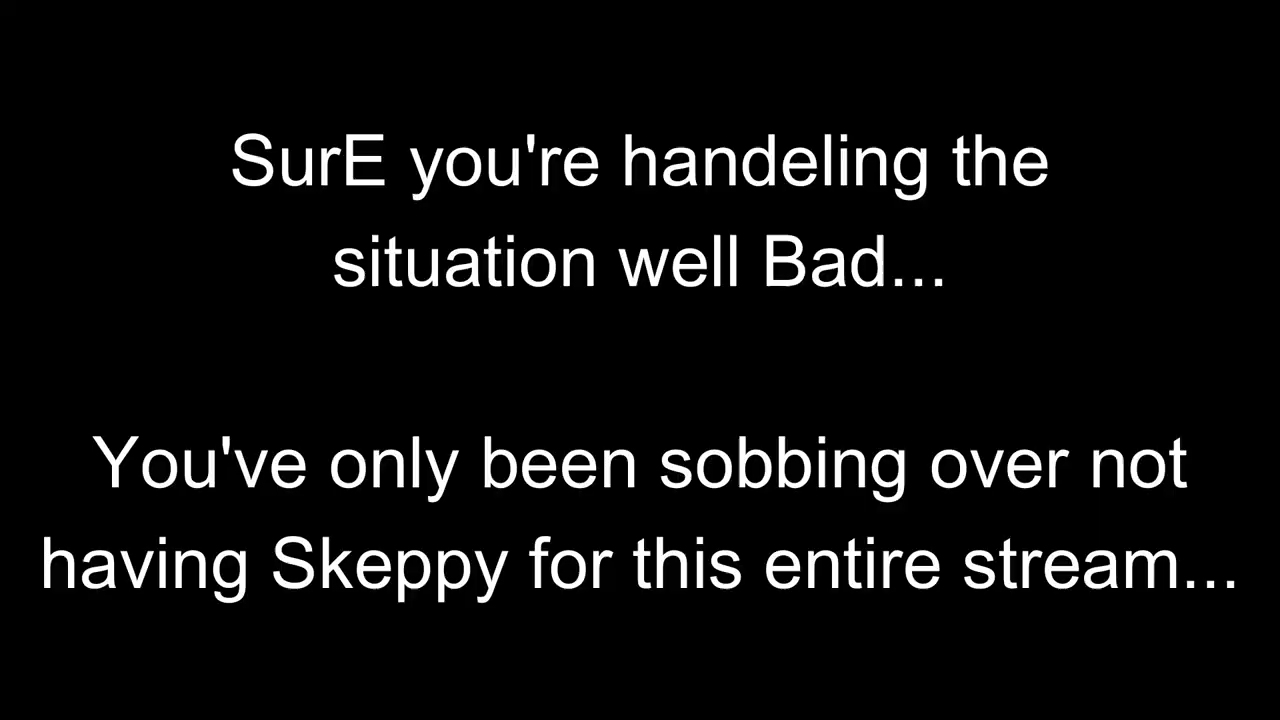 SurE you're handeling the
situation well Bad...
You've only been sobbing over not
having Skeppy for this entire stream...